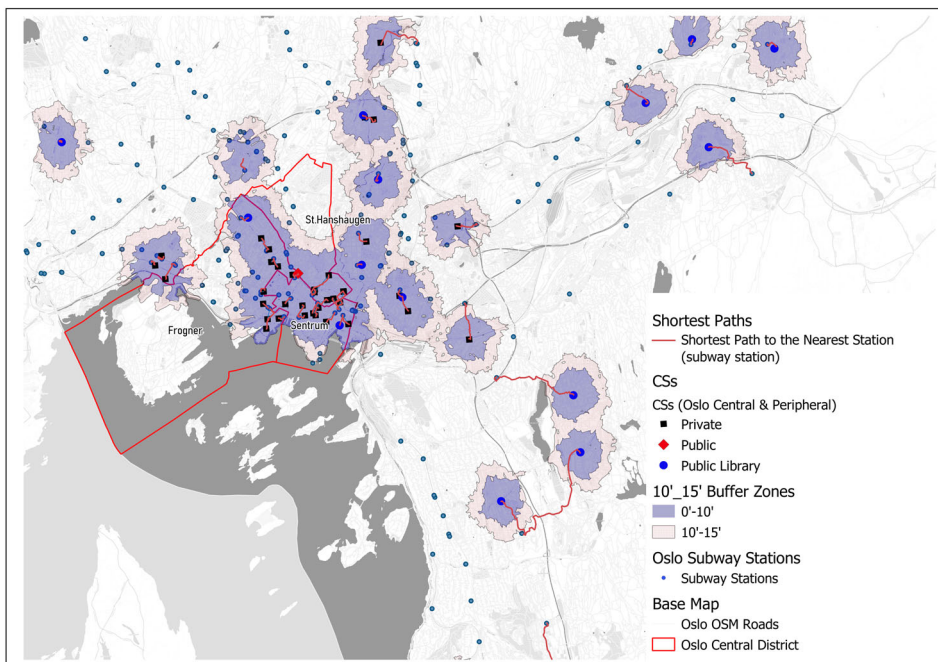 St.Hanshaugen
Frogner
Sentrum
Shortest Paths
Shortest Path to the Nearest Station
(subway station)
CSs
CSs (Oslo Central & Peripheral)
Private
Public
Public Library
10'_15' Buffer Zones
0'-10'
10'-15'
Oslo Subway Stations
Subway Stations
Base Map
Oslo OSM Roads
Oslo Central District